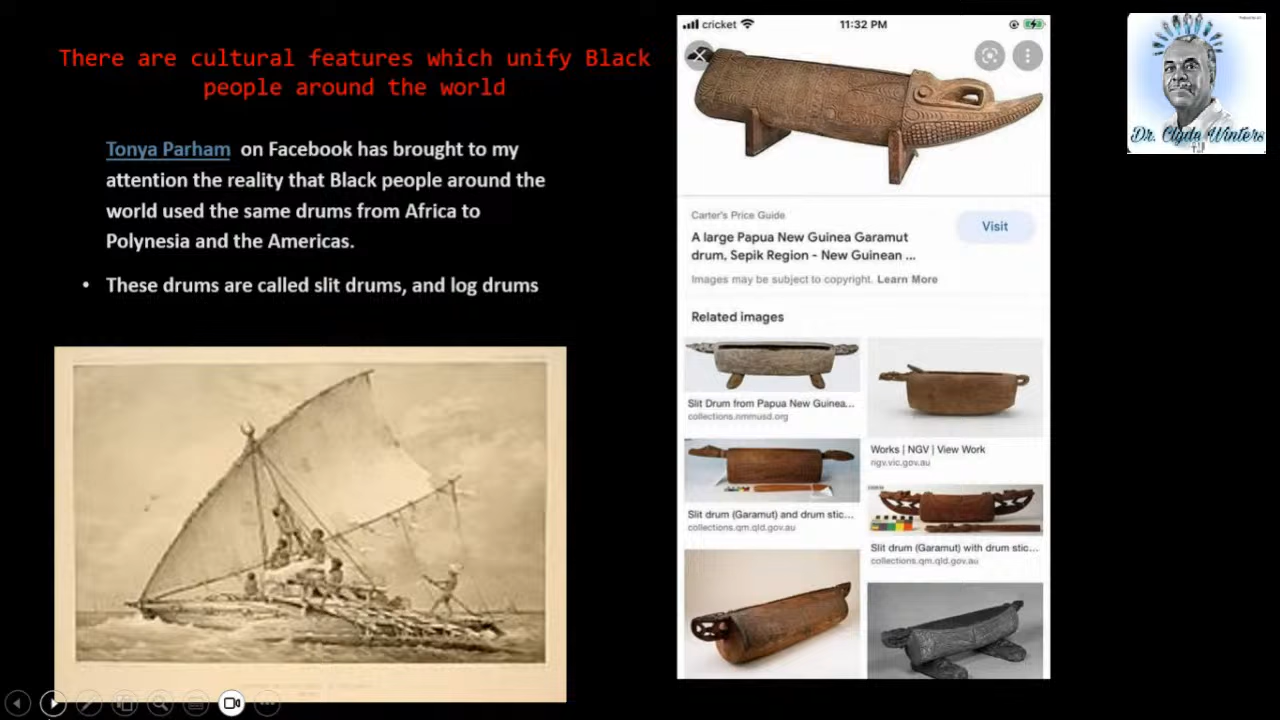 There are cultural features which unify Black
people around the world
Tonya Parham on Facebook has brought to my
attention the reality that Black people around the
world used the same drums from Africa to
Polynesia and the Americas.
• These drums are called slit drums, and log drums
cricket
11:32 PM
Carter's Price Guide
A large Papua New Guinea Garamut
drum, Sepik Region - New Guinean ...
Visit
Images may be subject to copyright. Learn More
Related images
Slit Drum from Papua New Guinea...
collections.nmmusd.org
Works | NGV | View Work
ngv.vic.gov.au
Slit drum (Garamut) and drum stic...
collections.qm.qld.gov.au
Slit drum (Garamut) with drum stic...
collections.qm.qld.gov.au
Dr. Clyde Winters